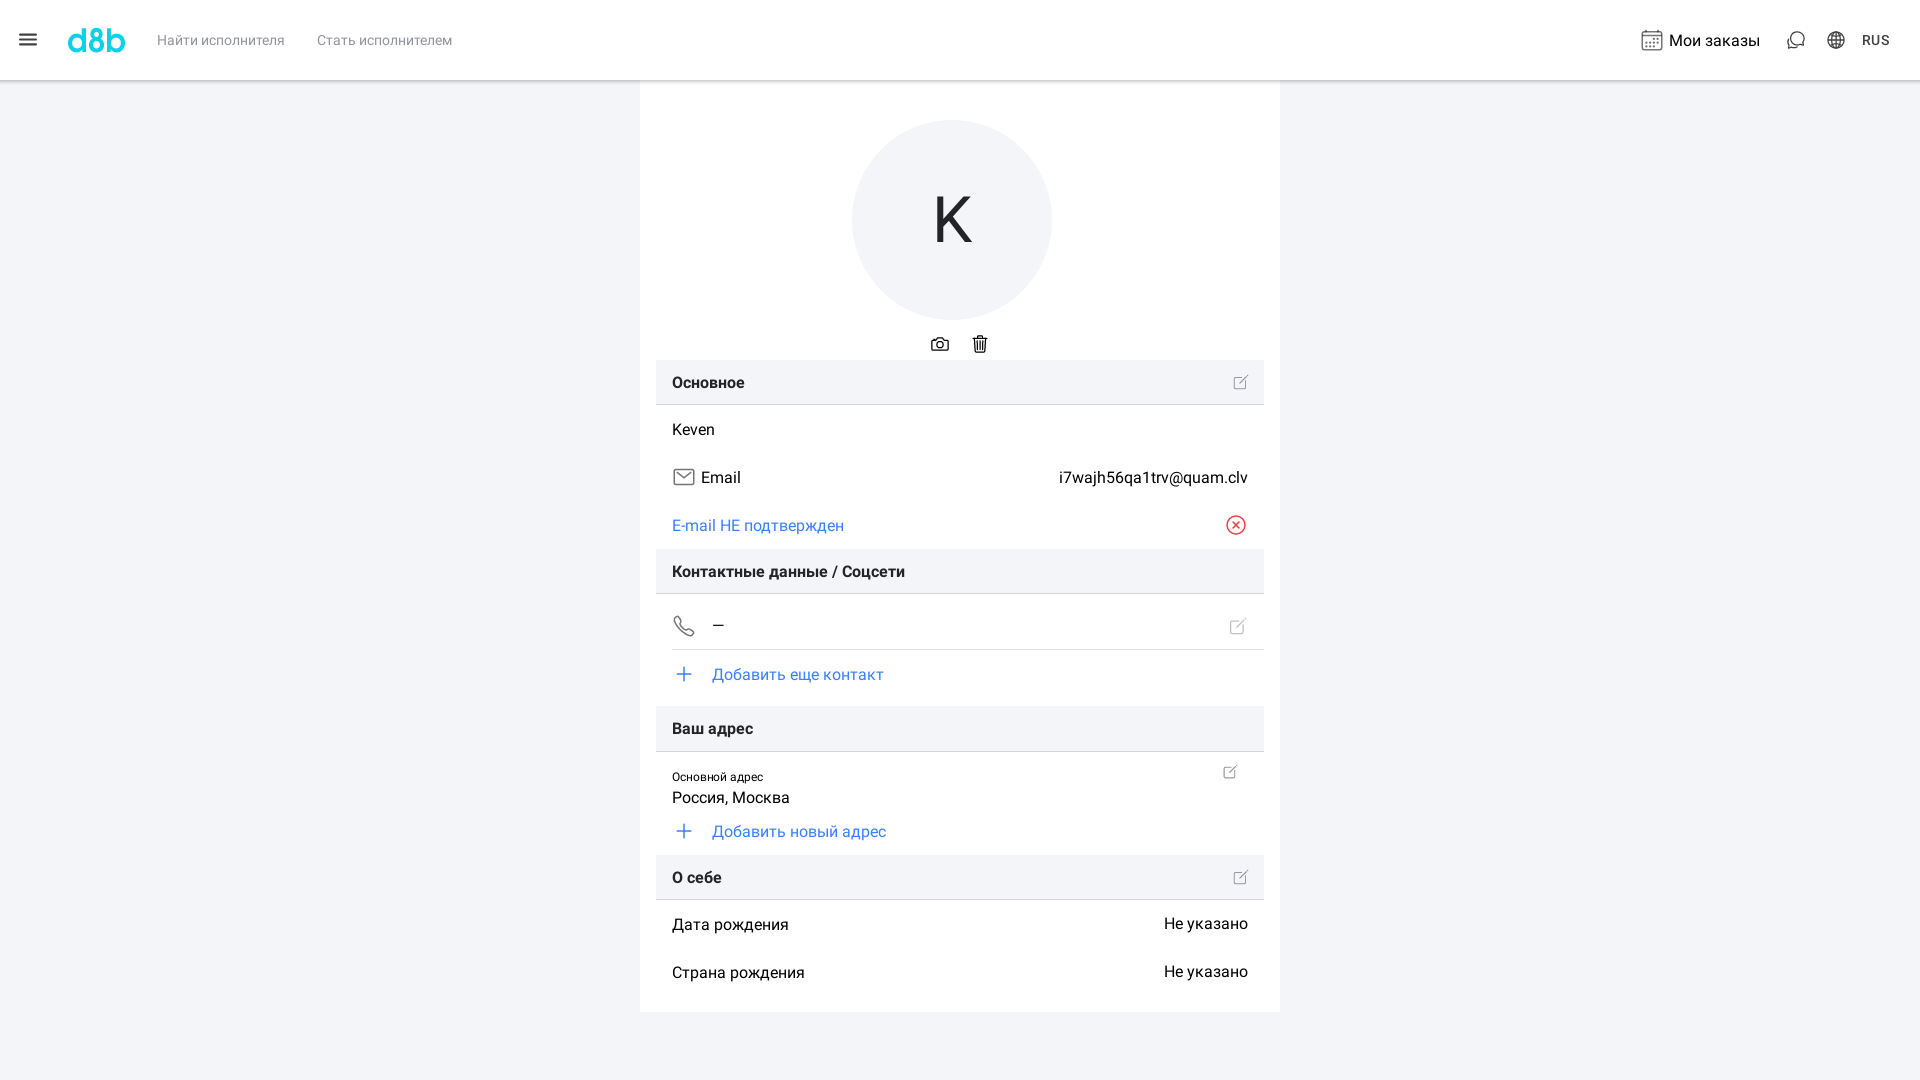 d8b
Найти исполнителя
Стать исполнителем
Мои заказы
RUS
K
Основное
Keven
Email
i7wajh56qa1trv@quam.clv
E-mail НЕ подтвержден
Контактные данные / Соцсети
—
Добавить еще контакт
Ваш адрес
Основной адрес
Россия, Москва
Добавить новый адрес
О себе
Дата рождения
Не указано
Страна рождения
Не указано